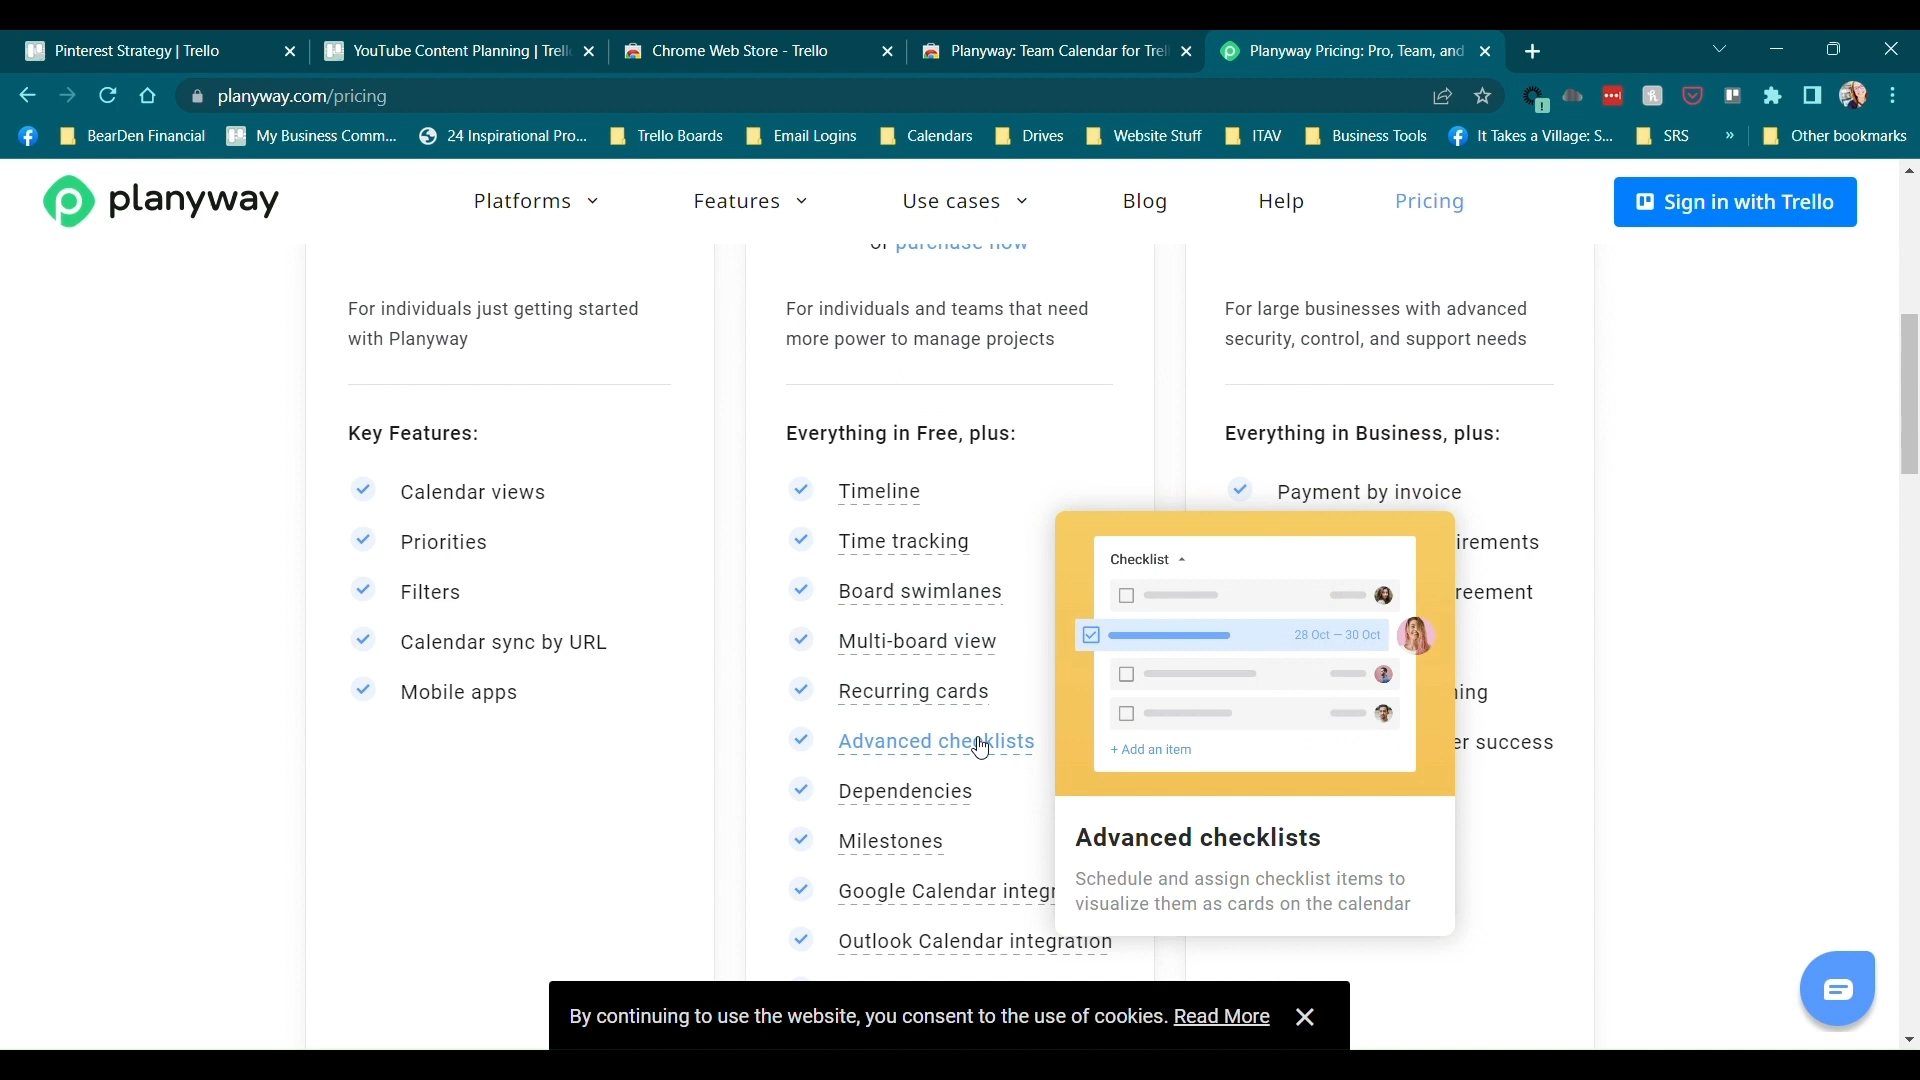 Pinterest Strategy | Trello
YouTube Content Planning | Trell
Chrome Web Store - Trello
Planyway: Team Calendar for Trel
Planyway Pricing: Pro, Team, and
planyway.com/pricing
BearDen Financial
My Business Comm...
24 Inspirational Pro...
Trello Boards
Email Logins
Calendars
Drives
Website Stuff
ITAV
Business Tools
It Takes a Village: S...
SRS
»
Other bookmarks
planyway
Platforms
Features
Use cases
Blog
Help
Pricing
Sign in with Trello
or purchase now
For individuals just getting started
with Planyway
Key Features:
Calendar views
Priorities
Filters
Calendar sync by URL
Mobile apps
For individuals and teams that need
more power to manage projects
Everything in Free, plus:
Timeline
Time tracking
Board swimlanes
Multi-board view
Recurring cards
Advanced checklists
Dependencies
Milestones
Google Calendar integr
Outlook Calendar integration
For large businesses with advanced
security, control, and support needs
Everything in Business, plus:
Payment by invoice
irements
reement
ing
er success
Checklist
28 Oct — 30 Oct
+ Add an item
Advanced checklists
Schedule and assign checklist items to
visualize them as cards on the calendar
By continuing to use the website, you consent to the use of cookies. Read More